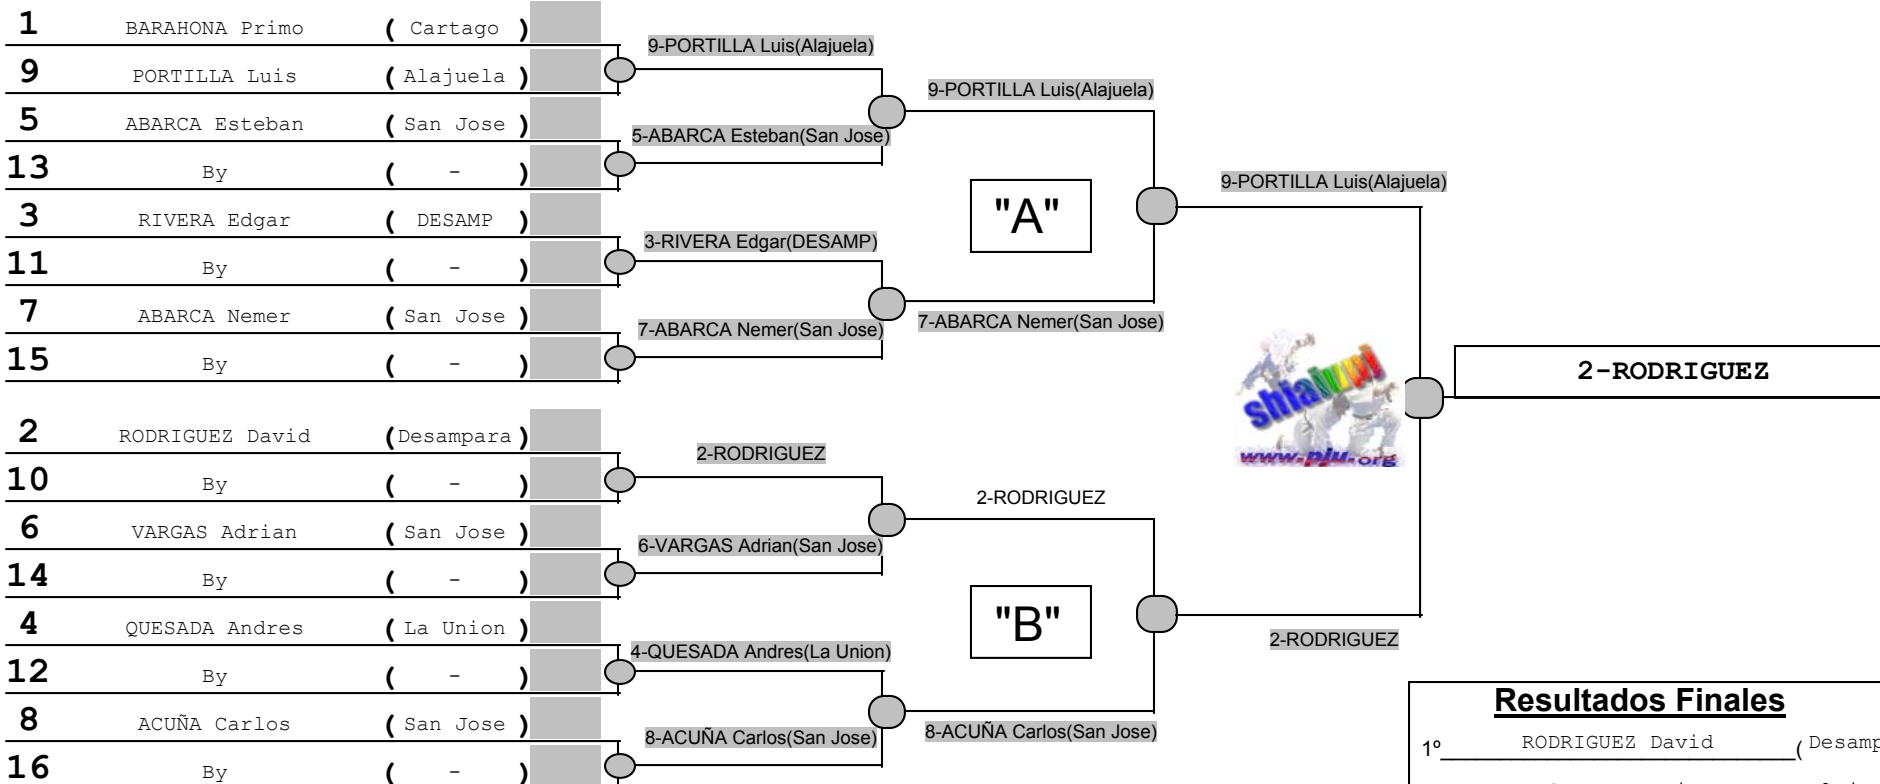 1 BARAHONA Primo ( Cartago )
9 PORTILLA Luis ( Alajuela )
5 ABARCA Esteban ( San Jose )
13 By ( - )
3 RIVERA Edgar ( DESAMP )
11 By ( - )
7 ABARCA Nemer ( San Jose )
15 By ( - )
2 RODRIGUEZ David (Desampara )
10 By ( - )
6 VARGAS Adrian ( San Jose )
14 By ( - )
4 QUESADA Andres ( La Union )
12 By ( - )
8 ACUÑA Carlos ( San Jose )
16 By ( - )
9-PORTILLA Luis(Alajuela)
5-ABARCA Esteban(San Jose)
3-RIVERA Edgar(DESAMP)
7-ABARCA Nemer(San Jose)
2-RODRIGUEZ
6-VARGAS Adrian(San Jose)
4-QUESADA Andres(La Union)
8-ACUÑA Carlos(San Jose)
9-PORTILLA Luis(Alajuela)
"A"
7-ABARCA Nemer(San Jose)
2-RODRIGUEZ
"B"
8-ACUÑA Carlos(San Jose)
9-PORTILLA Luis(Alajuela)
shiai
www.pju.org
2-RODRIGUEZ
2-RODRIGUEZ
Resultados Finales
1º RODRIGUEZ David ( Desamp